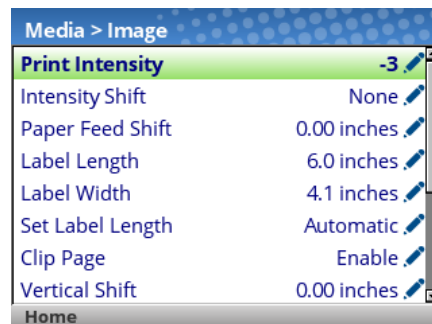 Media > Image
Print Intensity -3
Intensity Shift None
Paper Feed Shift 0.00 inches
Label Length 6.0 inches
Label Width 4.1 inches
Set Label Length Automatic
Clip Page Enable
Vertical Shift 0.00 inches
Home